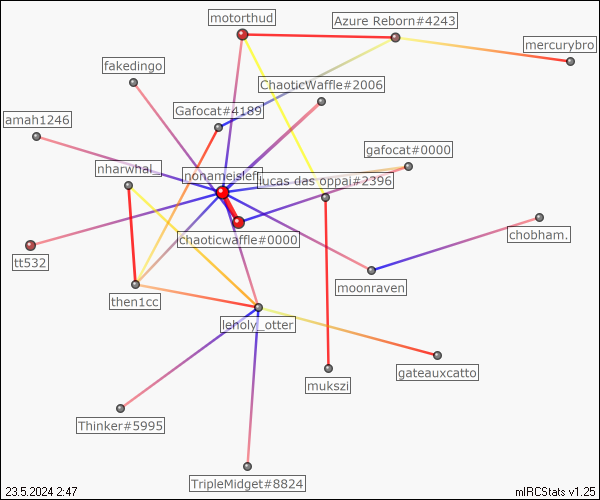 motorthud
Azure Reborn#4243
mercurybro
fakedingo
ChaoticWaffle#2006
Gafocat#4189
amah1246
gafocat#0000
nharwhal_
nonameisleft
lucas das oppai#2396
chobham.
chaoticwaffle#0000
tt532
moonraven
then1cc
leholy_otter
gateauxcatto
mukszi
Thinker#5995
TripleMidget#8824
23.5.2024 2:47
mIRCStats v1.25